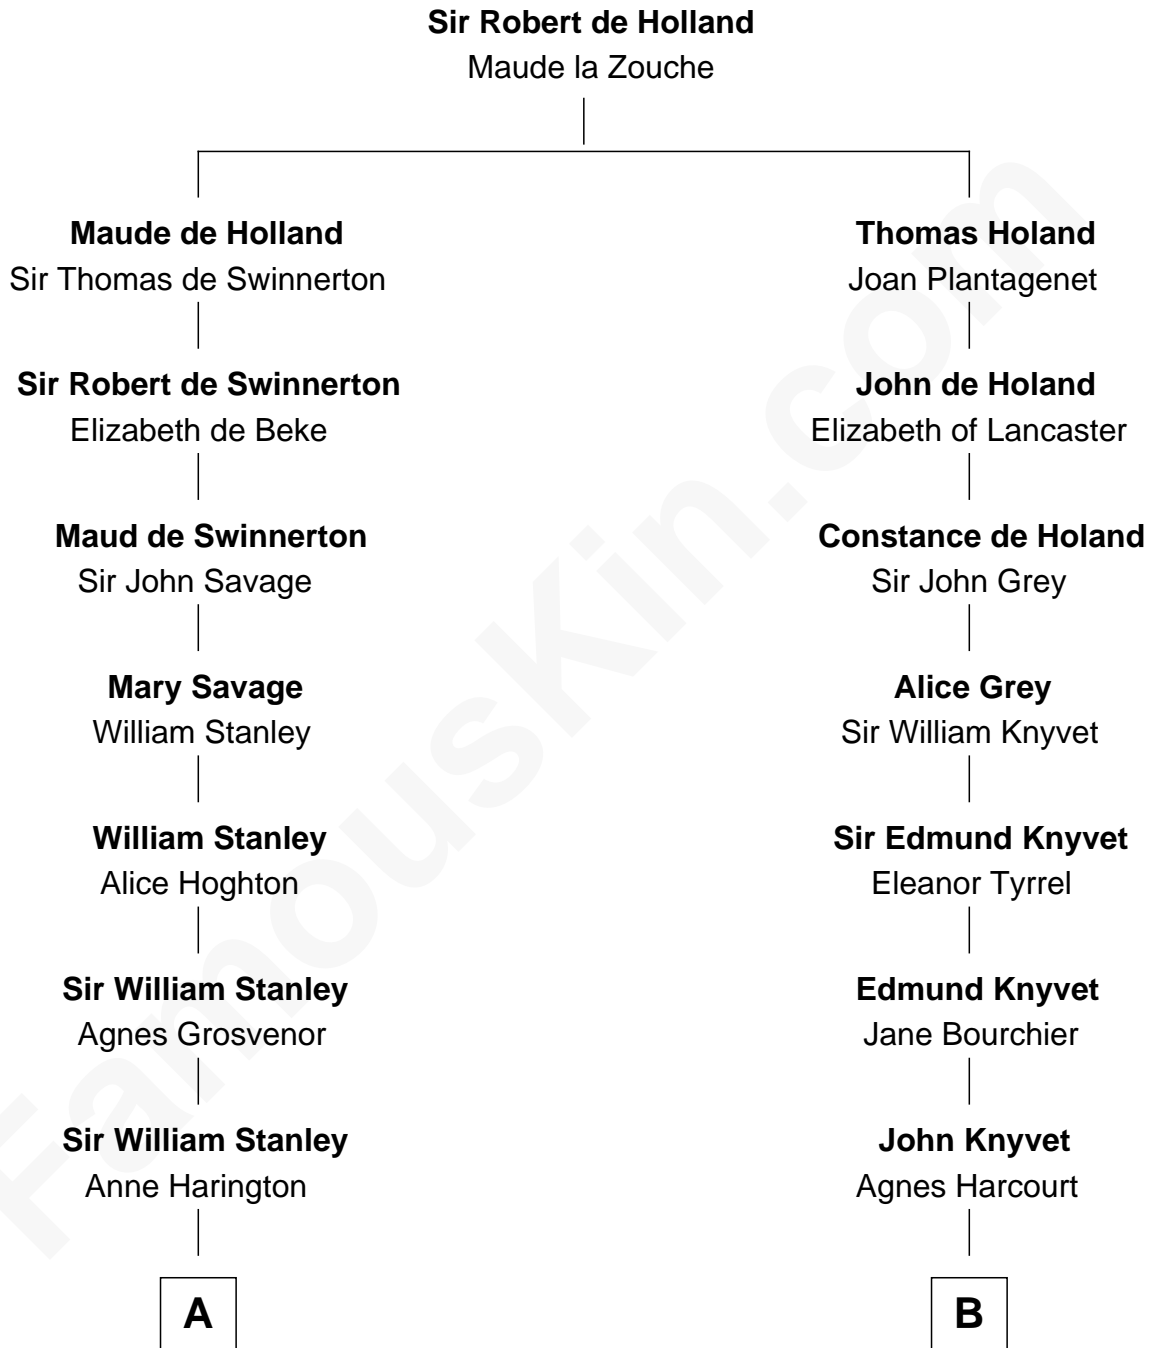 Sir Robert de Holland
Maude la Zouche
Maude de Holland
Sir Thomas de Swinnerton
Thomas Holand
Joan Plantagenet
Sir Robert de Swinnerton
Elizabeth de Beke
John de Holand
Elizabeth of Lancaster
Maud de Swinnerton
Sir John Savage
Constance de Holand
Sir John Grey
Mary Savage
William Stanley
Alice Grey
Sir William Knyvet
William Stanley
Alice Hoghton
Sir Edmund Knyvet
Eleanor Tyrrel
Sir William Stanley
Agnes Grosvenor
Edmund Knyvet
Jane Bourchier
Sir William Stanley
Anne Harington
John Knyvet
Agnes Harcourt
A
B
FamousKin.com